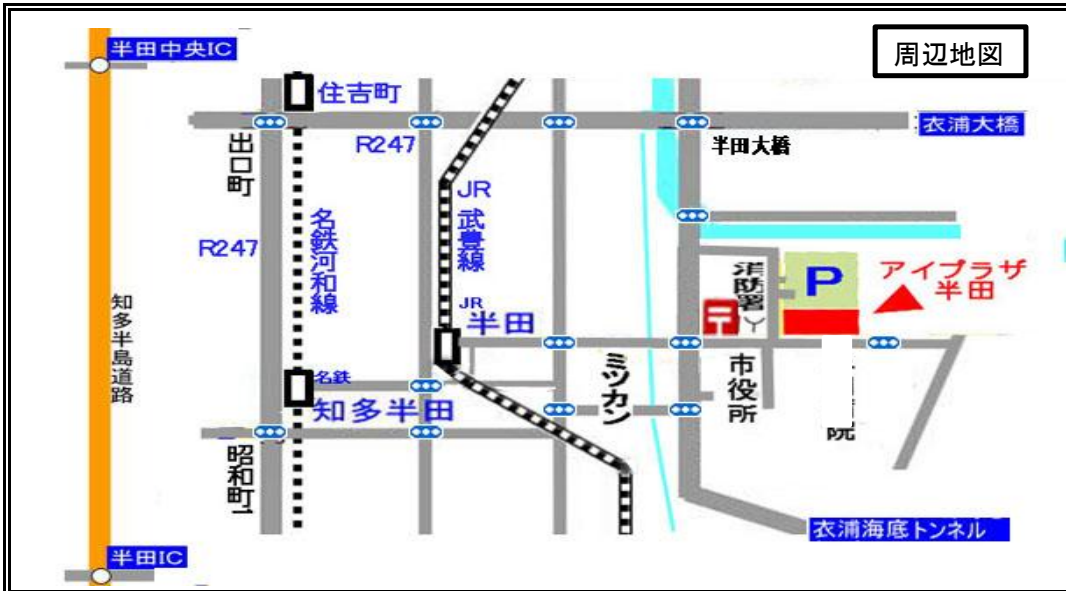 周辺地図
半田中央IC
住吉町
衣浦大橋
出口町
R247
半田大橋
JR
武豊線
R247
名鉄河和線
消防署
P
アイプラザ
半田
知多半島道路
JR
半田
〒
ミツカン
市役所
名鉄
知多半田
院
昭和町1
衣浦海底トンネル
半田IC